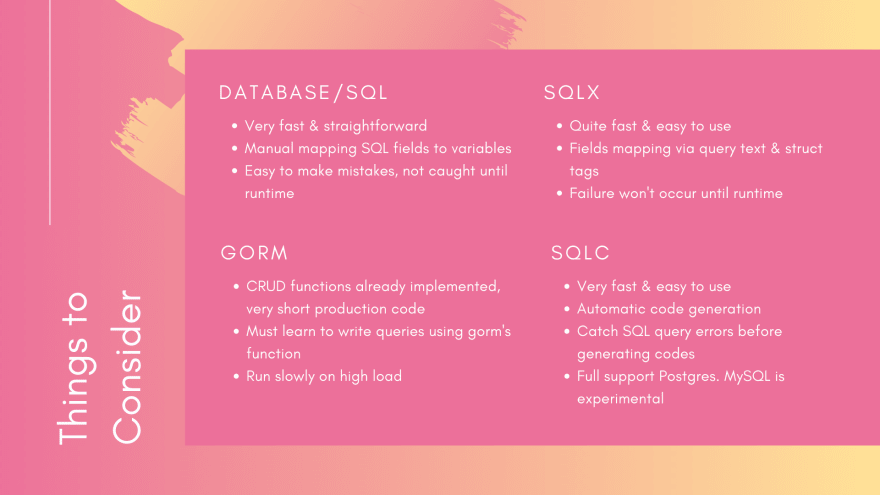 Things to
Consider
DATABASE/SQL
• Very fast & straightforward
• Manual mapping SQL fields to variables
• Easy to make mistakes, not caught until
runtime
SQLX
• Quite fast & easy to use
• Fields mapping via query text & struct
tags
• Failure won't occur until runtime
GORM
• CRUD functions already implemented,
very short production code
• Must learn to write queries using gorm's
function
• Run slowly on high load
SQLC
• Very fast & easy to use
• Automatic code generation
• Catch SQL query errors before
generating codes
• Full support Postgres. MySQL is
experimental